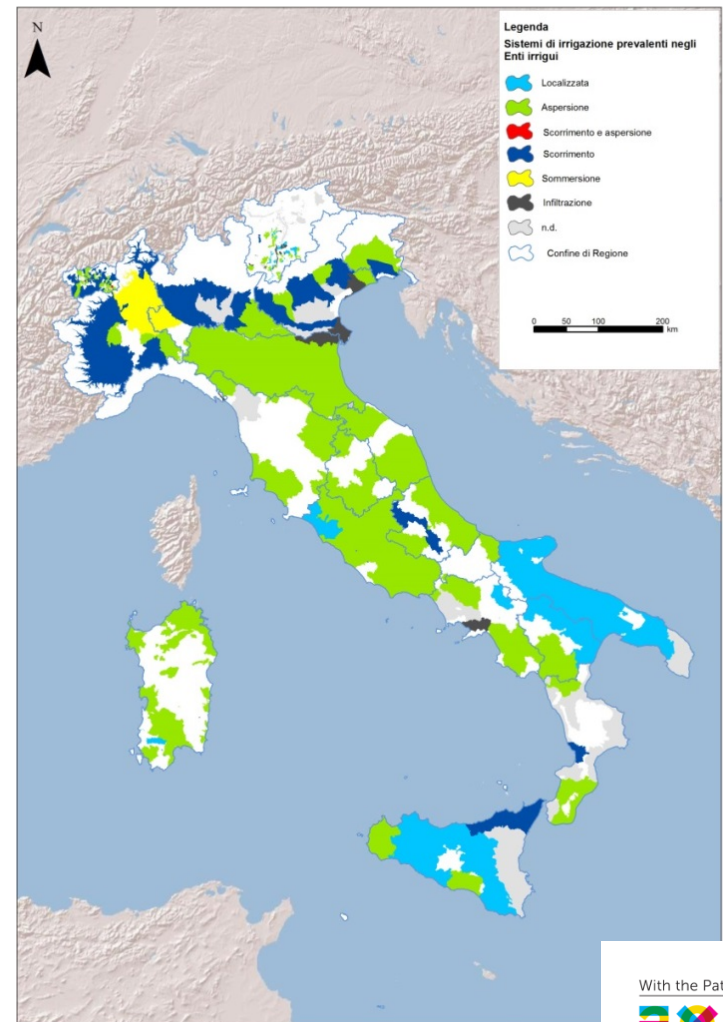 N
Legenda
Sistemi di irrigazione prevalenti negli
Enti irrigui
Localizzata
Aspersione
Scorrimento e aspersione
Scorrimento
Sommersione
Infiltrazione
n.d.
Confine di Regione
0 50 100 200
km
With the Pat